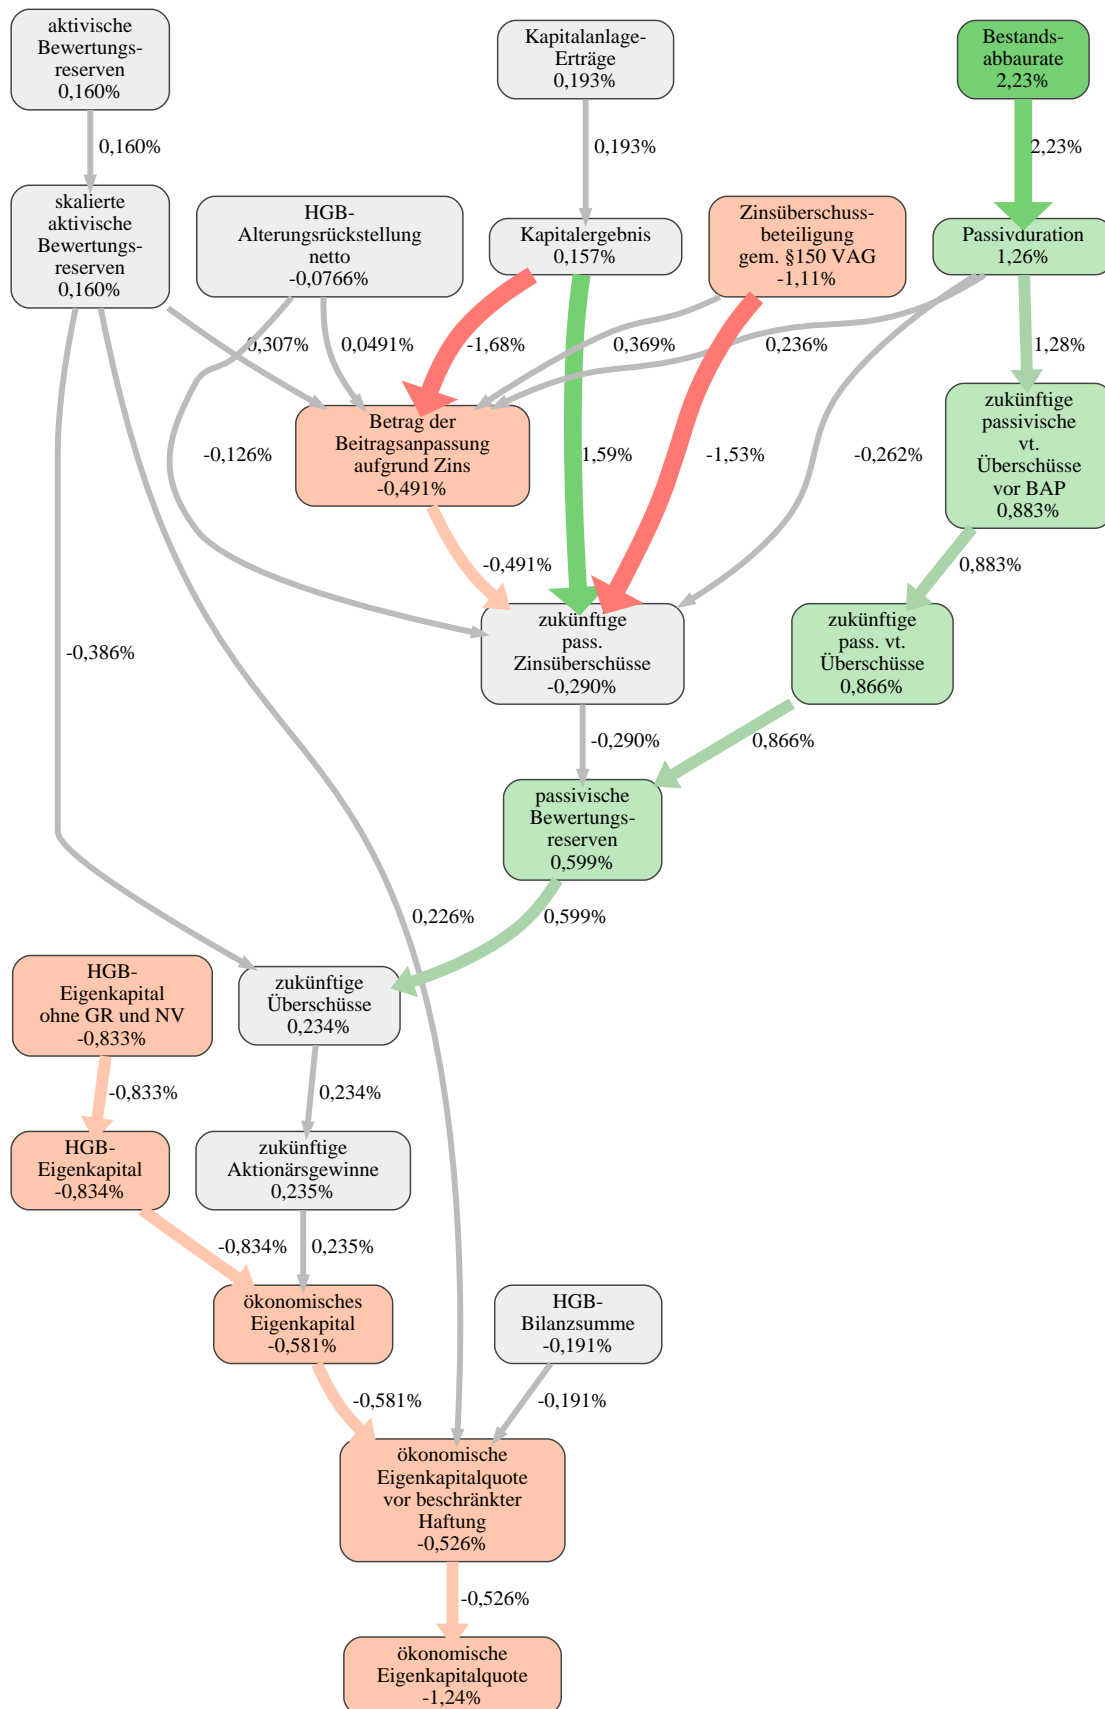 aktivische
Bewertungs-
reserven
0,160%
Kapitalanlage-
Erträge
0,193%
Bestands-
abbaurate
2,23%
0,160%
0,193%
2,23%
skalierte
aktivische
Bewertungs-
reserven
0,160%
HGB-
Alterungsrückstellung
netto
-0,0766%
Kapitalergebnis
0,157%
Zinsüberschuss-
beteiligung
gem. §150 VAG
-1,11%
Passivduration
1,26%
0,307%
0,0491%
-1,68%
0,369%
0,236%
1,28%
Betrag der
Beitragsanpassung
aufgrund Zins
-0,491%
zukünftige
passivische
vt.
Überschüsse
vor BAP
0,883%
-0,126%
1,59%
-1,53%
-0,262%
-0,491%
0,883%
zukünftige
pass.
Zinsüberschüsse
-0,290%
zukünftige
pass. vt.
Überschüsse
0,866%
-0,386%
-0,290%
0,866%
passivische
Bewertungs-
reserven
0,599%
0,226%
0,599%
HGB-
Eigenkapital
ohne GR und NV
-0,833%
zukünftige
Überschüsse
0,234%
-0,833%
0,234%
HGB-
Eigenkapital
-0,834%
zukünftige
Aktionärsgewinne
0,235%
-0,834%
0,235%
ökonomisches
Eigenkapital
-0,581%
HGB-
Bilanzsumme
-0,191%
-0,581%
-0,191%
ökonomische
Eigenkapitalquote
vor beschränkter
Haftung
-0,526%
-0,526%
ökonomische
Eigenkapitalquote
-1,24%